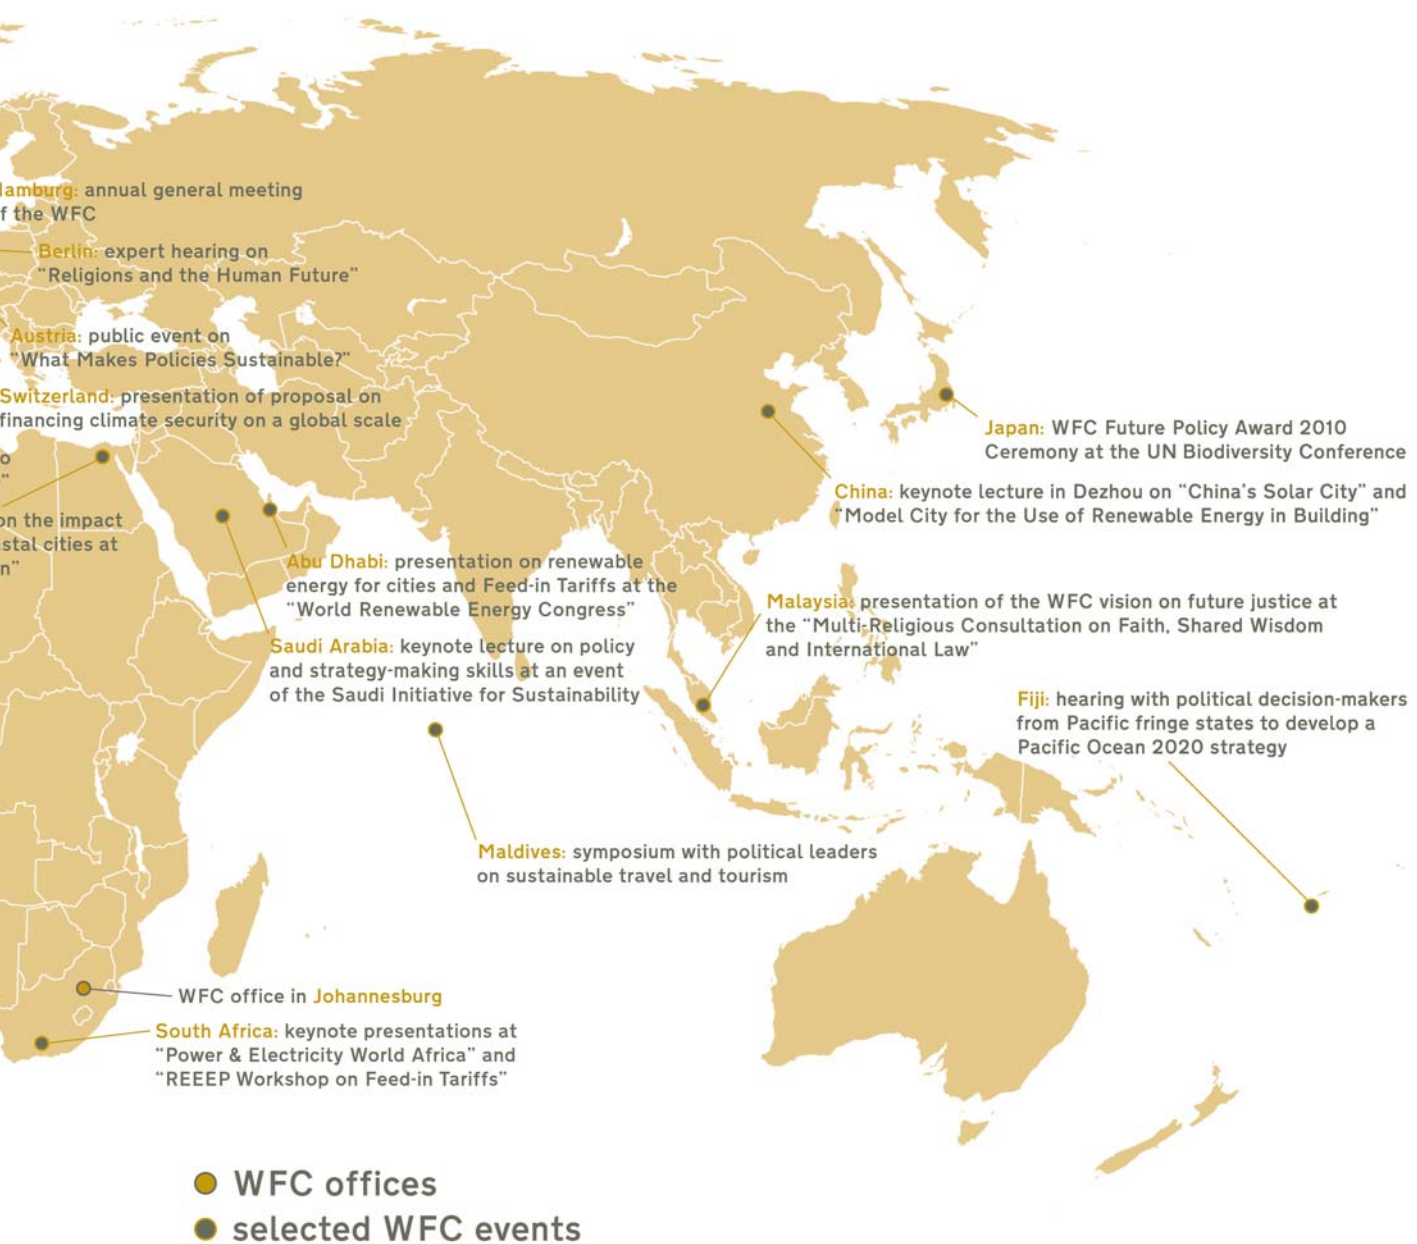 amburg: annual general meeting
f the WFC
Berlin: expert hearing on
“Religions and the Human Future”
Austria: public event on
“What Makes Policies Sustainable?”
Switzerland: presentation of proposal on
financing climate security on a global scale
o
”
on the impact
stal cities at
n”
Abu Dhabi: presentation on renewable
energy for cities and Feed-in Tariffs at the
“World Renewable Energy Congress”
Saudi Arabia: keynote lecture on policy
and strategy-making skills at an event
of the Saudi Initiative for Sustainability
Japan: WFC Future Policy Award 2010
Ceremony at the UN Biodiversity Conference
China: keynote lecture in Dezhou on “China’s Solar City” and
“Model City for the Use of Renewable Energy in Building”
Malaysia: presentation of the WFC vision on future justice at
the “Multi-Religious Consultation on Faith, Shared Wisdom
and International Law”
Fiji: hearing with political decision-makers
from Pacific fringe states to develop a
Pacific Ocean 2020 strategy
Maldives: symposium with political leaders
on sustainable travel and tourism
WFC office in Johannesburg
South Africa: keynote presentations at
“Power & Electricity World Africa” and
“REEEP Workshop on Feed-in Tariffs”
WFC offices
selected WFC events